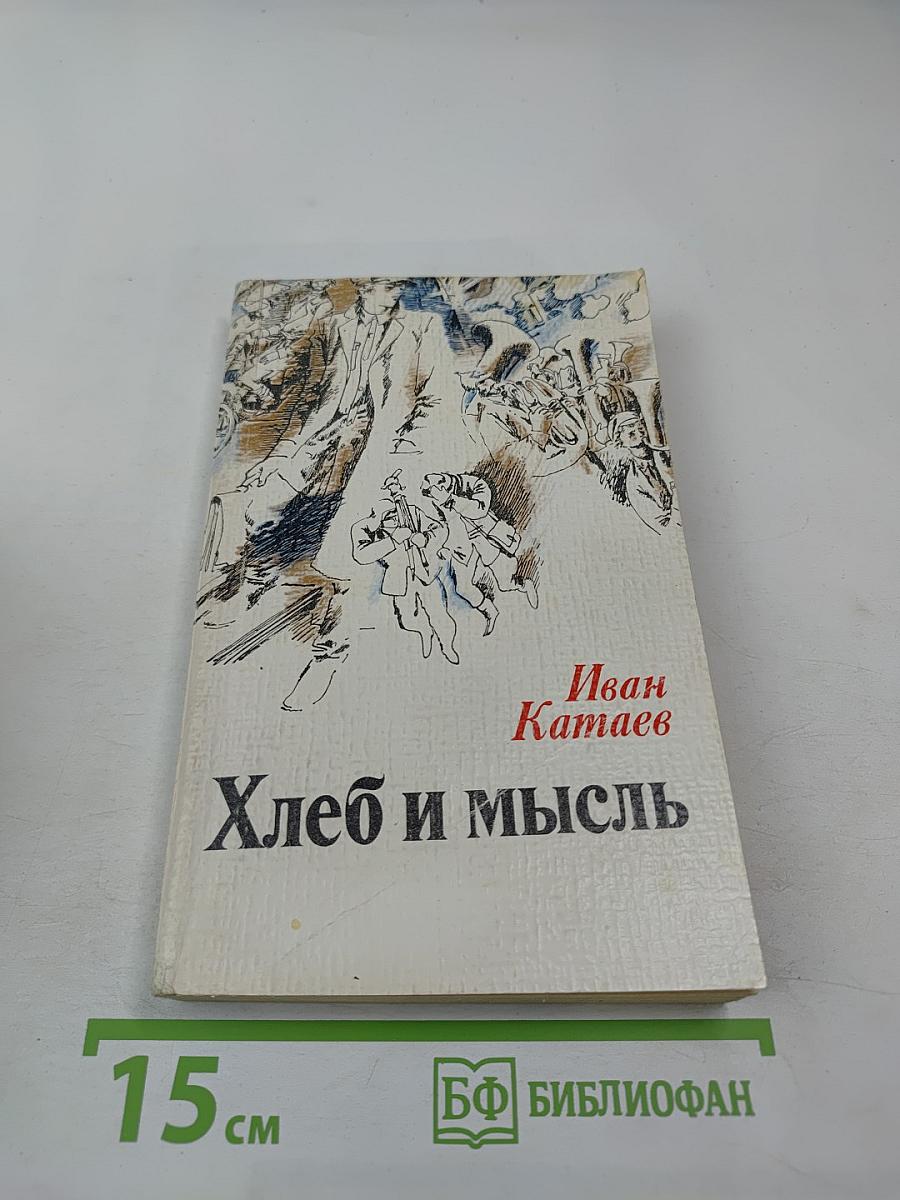 Иван
Катаев
Хлеб и мысль
15 см
БФ БИБЛИОФАН